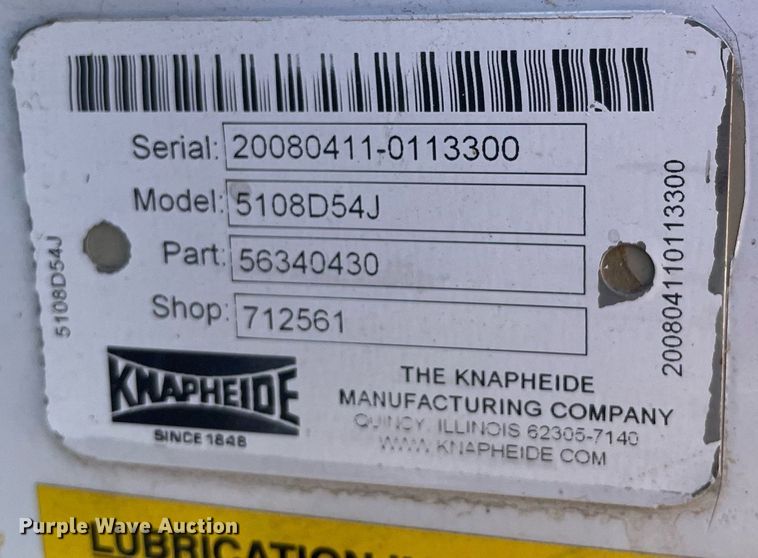 Serial: 20080411-0113300
Model: 5108D54J
Part: 56340430
Shop: 712561
5108D54J
200804110113300
KNAPHEIDE
SINCE 1848
THE KNAPHEIDE
MANUFACTURING COMPANY
QUINCY, ILLINOIS 62305-7140
WWW.KNAPHEIDE.COM
LUBRICATION
Purple Wave Auction